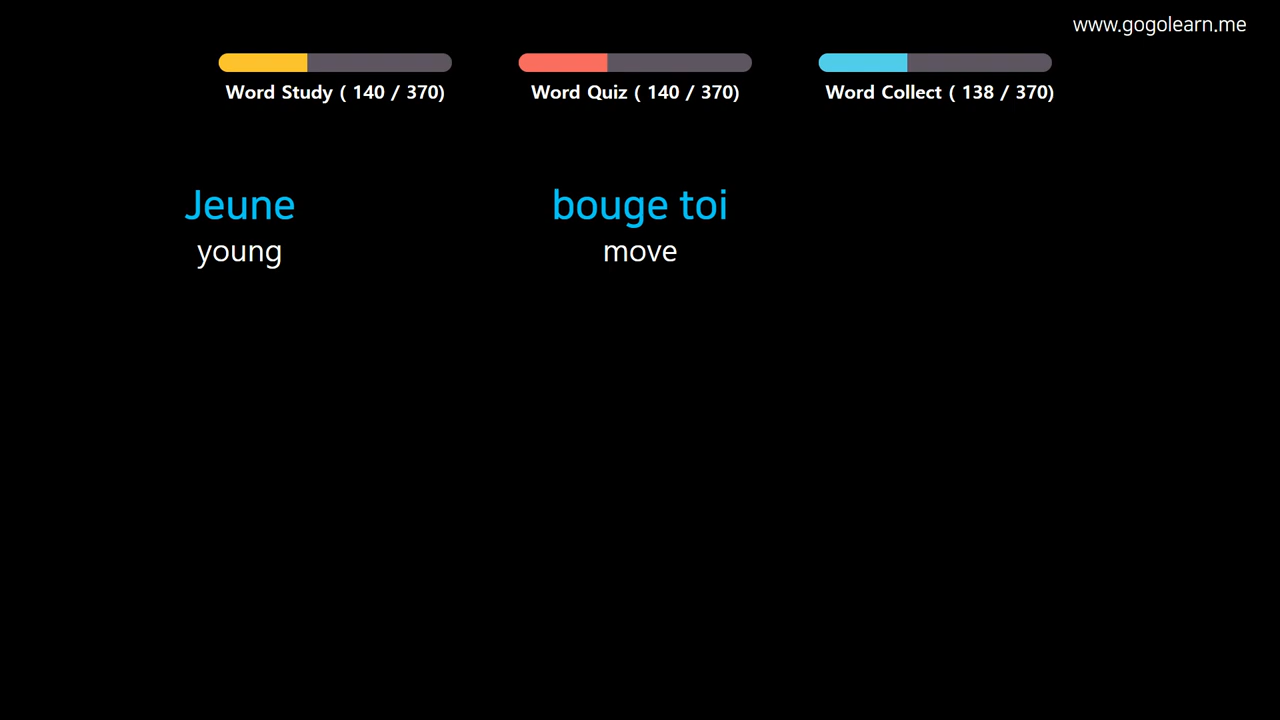 www.gogolearn.me
Word Study ( 140 / 370)
Word Quiz ( 140 / 370)
Word Collect ( 138 / 370)
Jeune
young
bouge toi
move